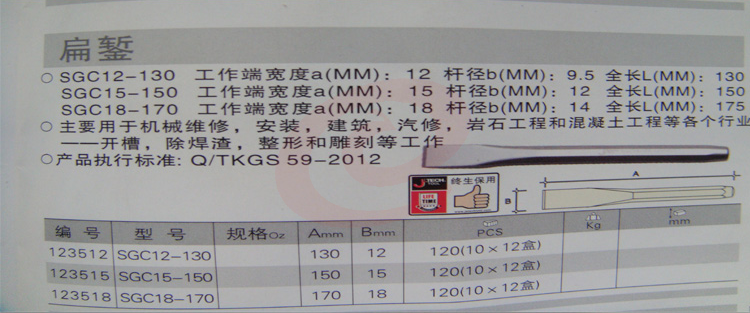 扁錾
○ SGC12-130 工作端宽度a(MM)：12 杆径b(MM)：9.5 全长L(MM)：130
SGC15-150 工作端宽度a(MM)：15 杆径b(MM)：12 全长L(MM)：150
SGC18-170 工作端宽度a(MM)：18 杆径b(MM)：14 全长L(MM)：175
○ 主要用于机械维修，安装，建筑，汽修，岩石工程和混凝土工程等各个行业
——开槽，除焊渣，整形和雕刻等工作
○ 产品执行标准: Q/TKGS 59-2012
JTECH
终生保用
LIFE TIME
A
B
编 号 型 号 规格Oz Amm Bmm PCS Kg mm
123512 SGC12-130 130 12 120(10×12盒)
123515 SGC15-150 150 15 120(10×12盒)
123518 SGC18-170 170 18 120(10×12盒)